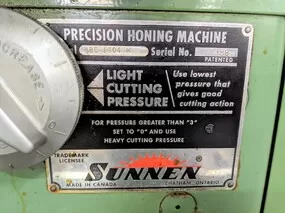 PRECISION HONING MACHINE
Serial No.
PATENTED
LIGHT
CUTTING
PRESSURE
Use lowest
pressure that
gives good
cutting action
FOR PRESSURE GREATER THAN "3"
SET TO "0" AND USE
HEAVY CUTTING PRESSURE
TRADEMARK
LICENSEE
SUNNEN
MADE IN CANADA
CHATHAM, ONTARIO